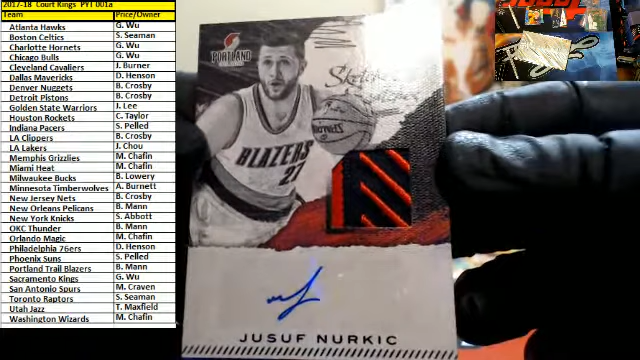 2017-18 Court Kings PYT 001a
Team Price/Owner
Atlanta Hawks G. Wu
Boston Celtics S. Seaman
Charlotte Hornets G. Wu
Chicago Bulls G. Wu
Cleveland Cavaliers J. Burner
Dallas Mavericks D. Henson
Denver Nuggets B. Crosby
Detroit Pistons B. Crosby
Golden State Warriors J. Lee
Houston Rockets C. Taylor
Indiana Pacers S. Pelled
LA Clippers B. Crosby
LA Lakers J. Chou
Memphis Grizzlies M. Chafin
Miami Heat M. Chafin
Milwaukee Bucks B. Lowery
Minnesota Timberwolves A. Burnett
New Jersey Nets B. Crosby
New Orleans Pelicans B. Mann
New York Knicks S. Abbott
OKC Thunder B. Mann
Orlando Magic M. Chafin
Philadelphia 76ers D. Henson
Phoenix Suns S. Pelled
Portland Trail Blazers B. Mann
Sacramento Kings G. Wu
San Antonio Spurs M. Craven
Toronto Raptors S. Seaman
Utah Jazz T. Maxfield
Washington Wizards M. Chafin
PORTLAND
BLAZERS
JUSUF NURKIC